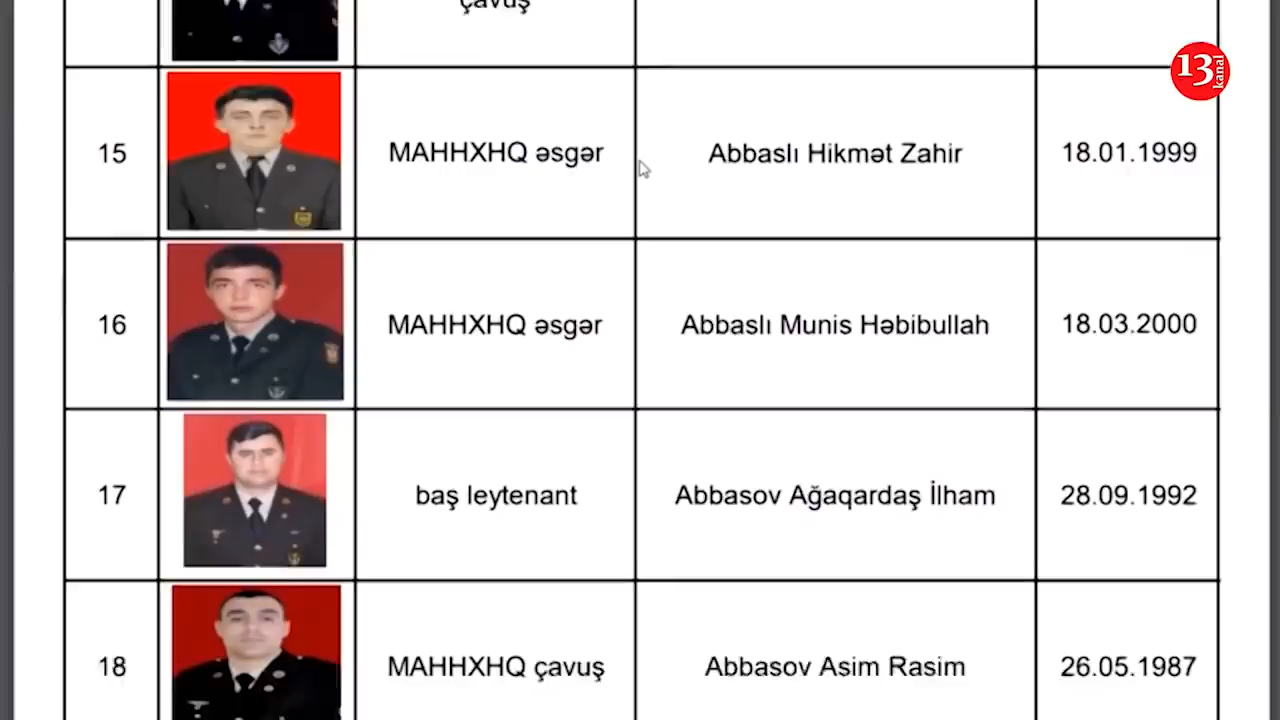 çavuş
13 kanal
15 MAHHXHQ əsgər Abbaslı Hikmət Zahir 18.01.1999
16 MAHHXHQ əsgər Abbaslı Munis Həbibullah 18.03.2000
17 baş leytenant Abbasov Ağaqardaş İlham 28.09.1992
18 MAHHXHQ çavuş Abbasov Asim Rasim 26.05.1987